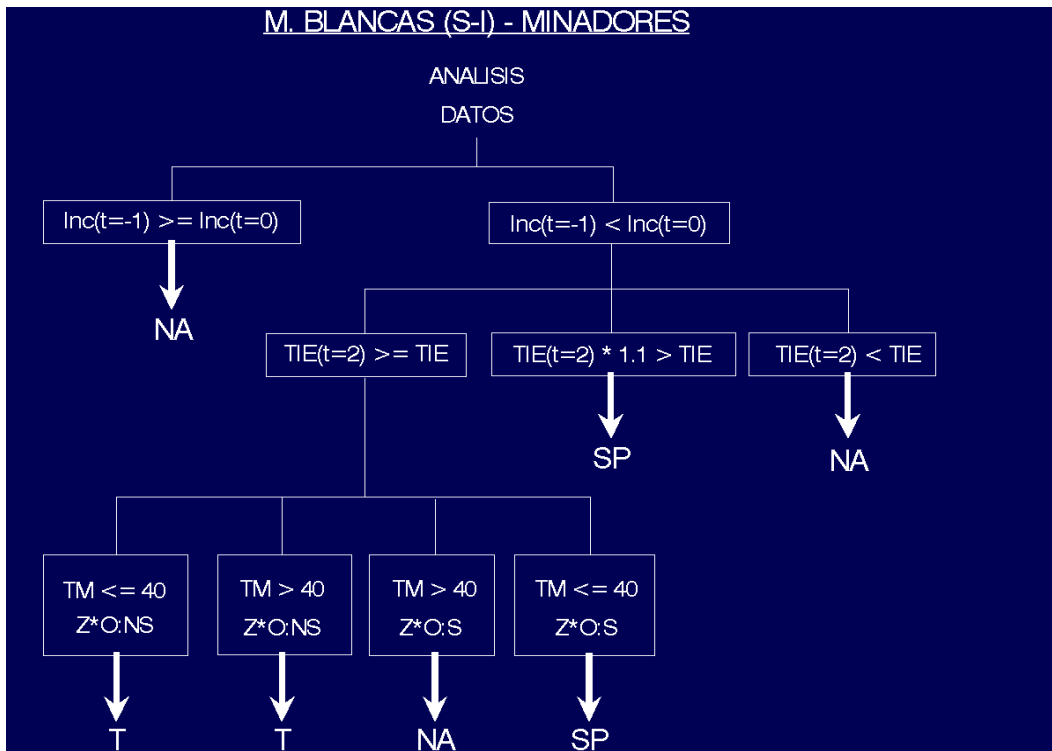 M. BLANCAS (S-I) - MINADORES
ANALISIS
DATOS
Inc(t=-1) >= Inc(t=0)
Inc(t=-1) < Inc(t=0)
NA
TIE(t=2) >= TIE
TIE(t=2) * 1.1 > TIE
TIE(t=2) < TIE
SP
NA
TM <= 40
Z*O:NS
TM > 40
Z*O:NS
TM > 40
Z*O:S
TM <= 40
Z*O:S
T
T
NA
SP